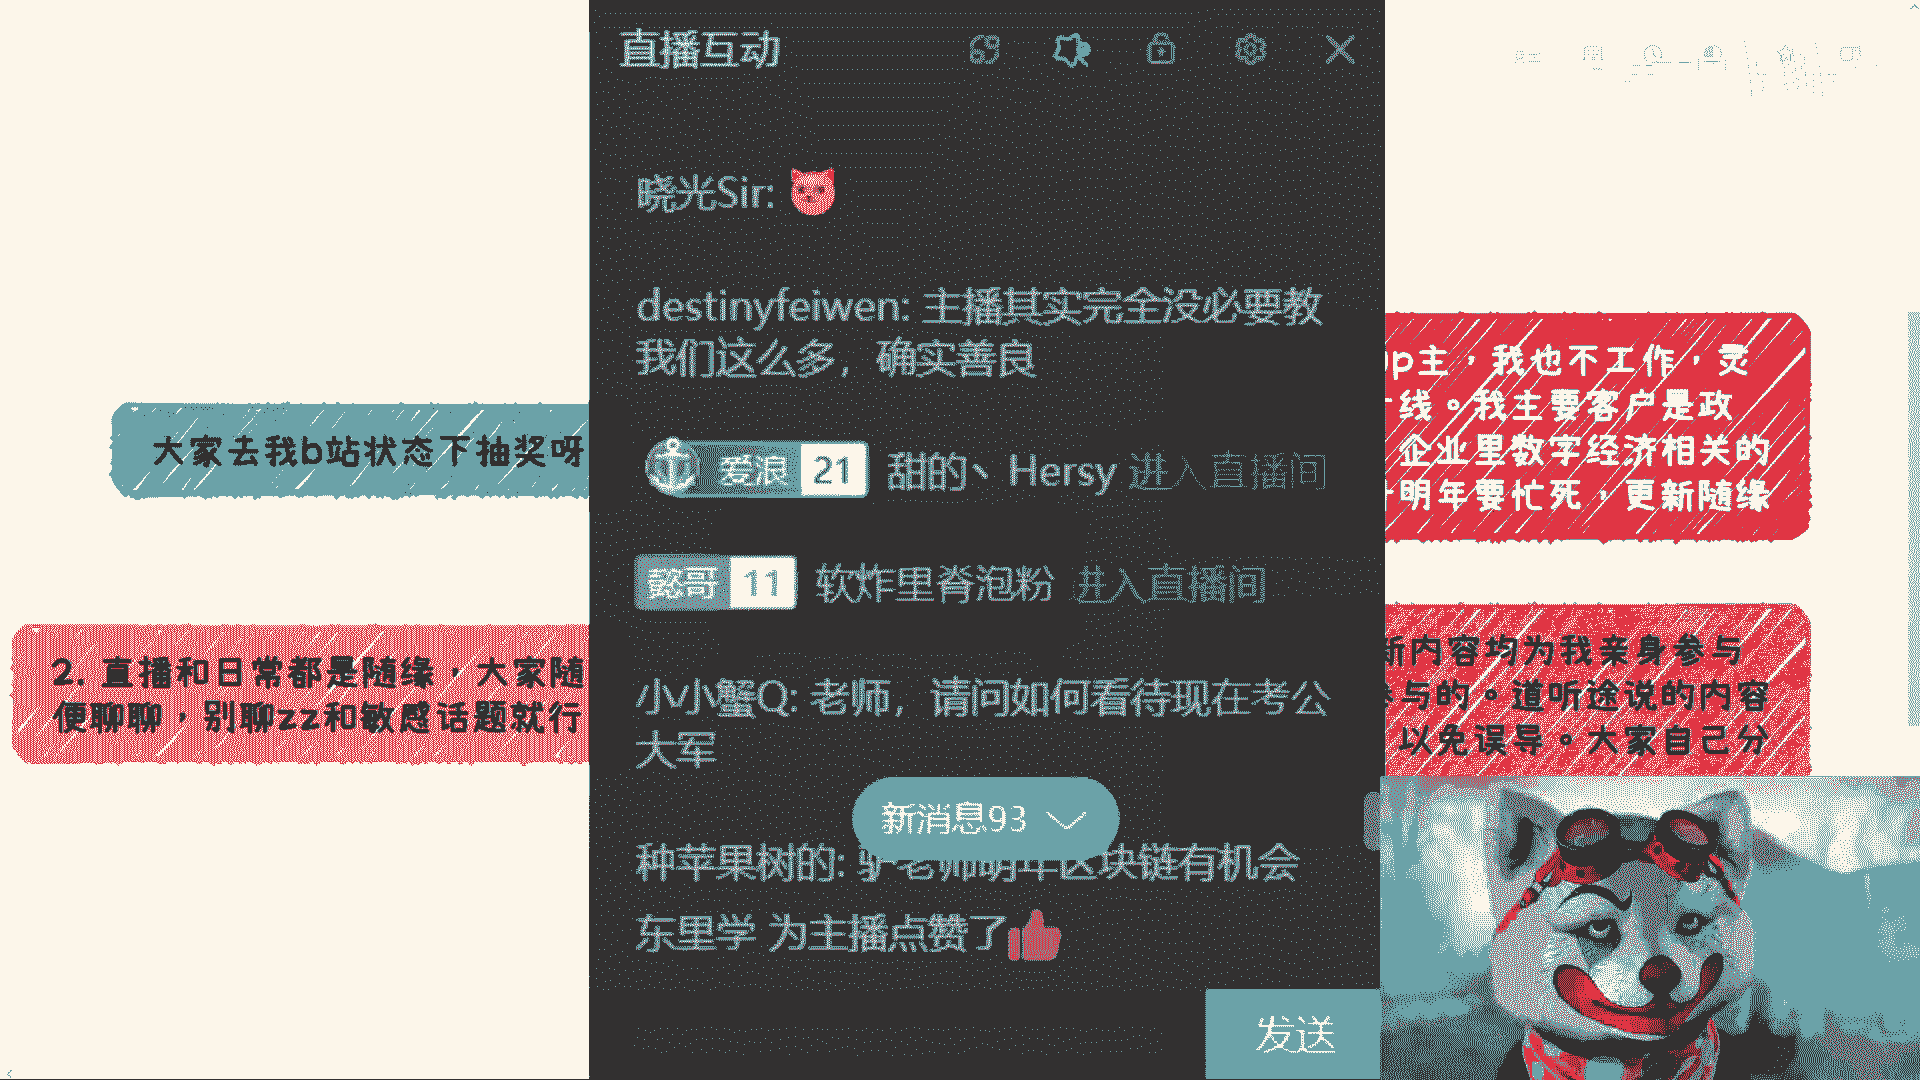 直播互动
晓光Sir:
destinyfeiwen: 主播其实完全没必要教
我们这么多，确实善良
爱浪 21 甜的丶Hersy 进入直播间
懿哥 11 软炸里脊泡粉 进入直播间
小小蟹Q: 老师，请问如何看待现在考公
大军
新消息93
种苹果树的: 驴老师明年区块链有机会
东里学 为主播点赞了
发送
大家去我b站状态下抽奖呀
2. 直播和日常都是随缘，大家随
便聊聊，别聊zz和敏感话题就行
up主，我也不工作，灵
线。我主要客户是政
企业里数字经济相关的
明年要忙死，更新随缘
新内容均为我亲身参与
参与的。道听途说的内容
以免误导。大家自己分